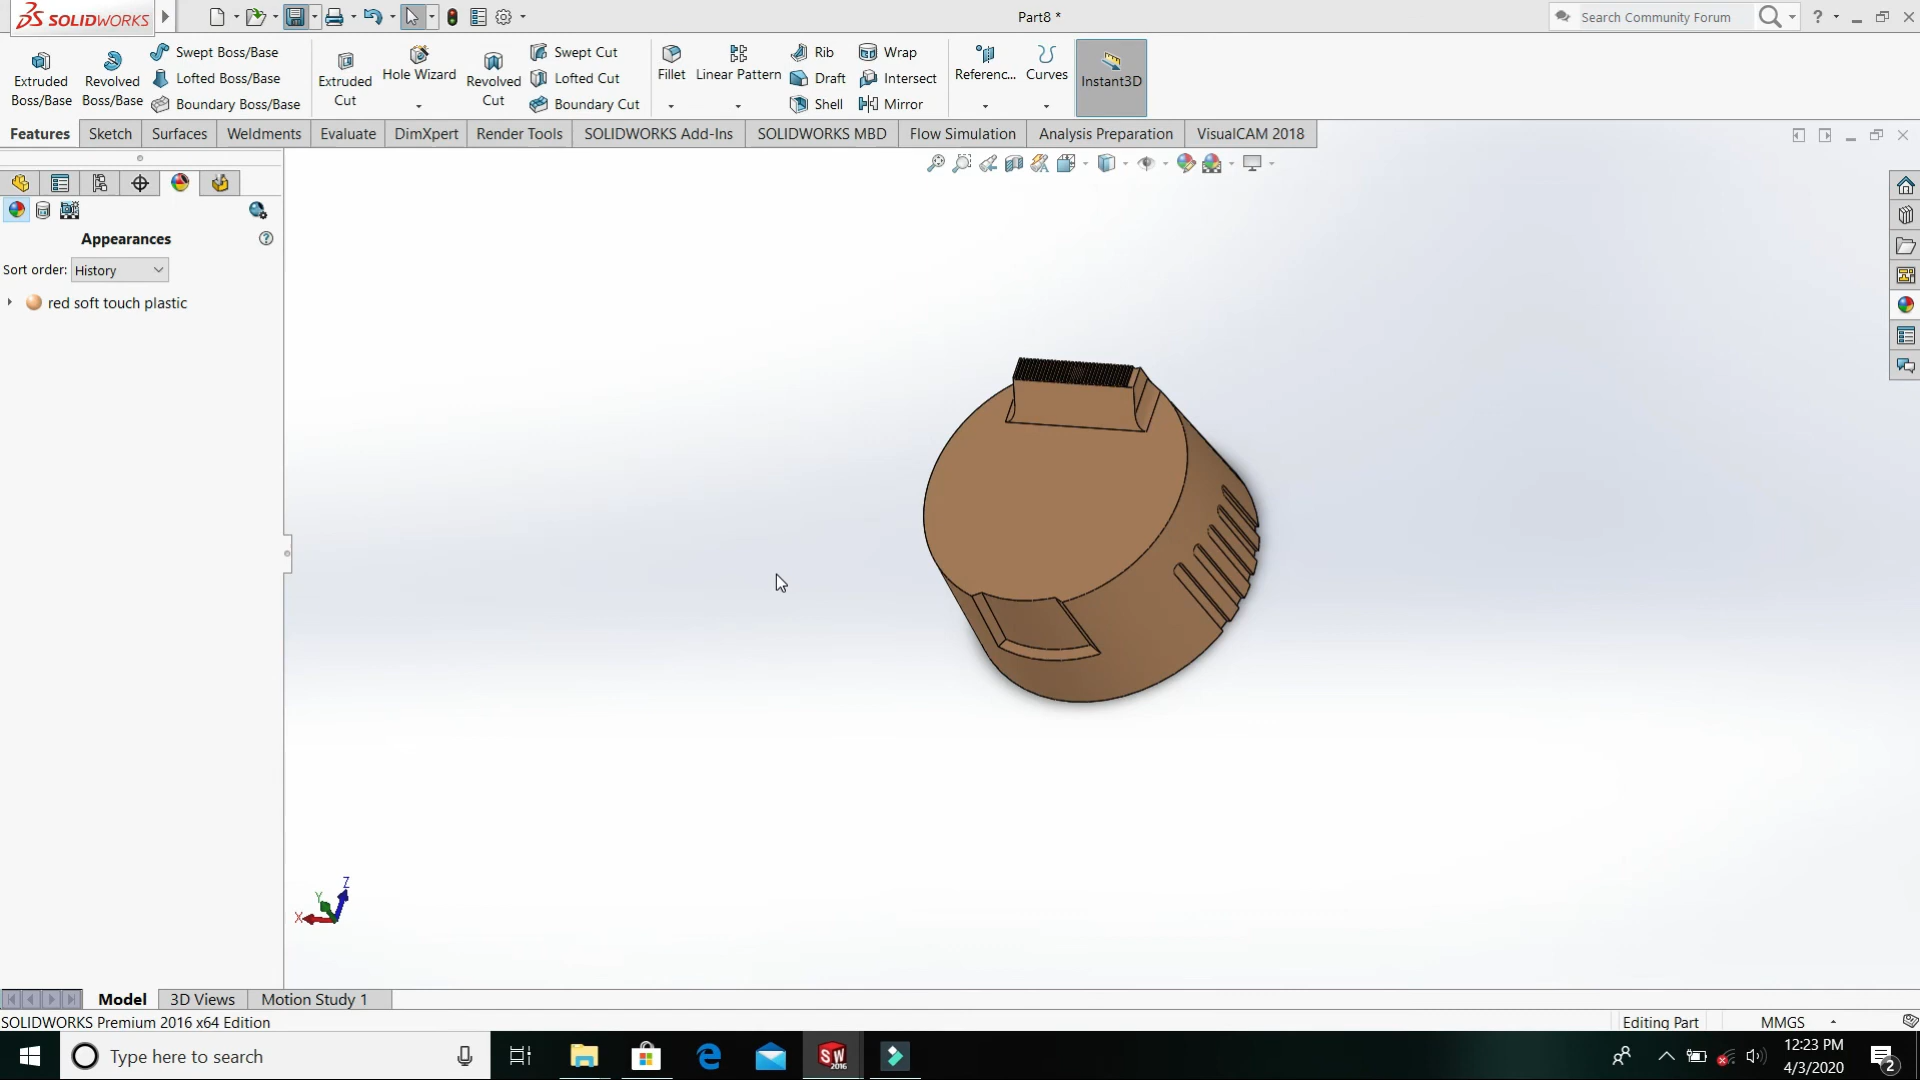 SOLIDWORKS
Part8 *
Search Community Forum
?
Extruded Boss/Base
Revolved Boss/Base
Swept Boss/Base
Lofted Boss/Base
Boundary Boss/Base
Extruded Cut
Hole Wizard
Revolved Cut
Swept Cut
Lofted Cut
Boundary Cut
Fillet
Linear Pattern
Rib
Draft
Shell
Wrap
Intersect
Mirror
Referenc...
Curves
Instant3D
Features
Sketch
Surfaces
Weldments
Evaluate
DimXpert
Render Tools
SOLIDWORKS Add-Ins
SOLIDWORKS MBD
Flow Simulation
Analysis Preparation
VisualCAM 2018
Appearances
?
Sort order: History
red soft touch plastic
Z
Y
X
Model
3D Views
Motion Study 1
SOLIDWORKS Premium 2016 x64 Edition
Editing Part
MMGS
Type here to search
SW
2016
12:23 PM
4/3/2020
2